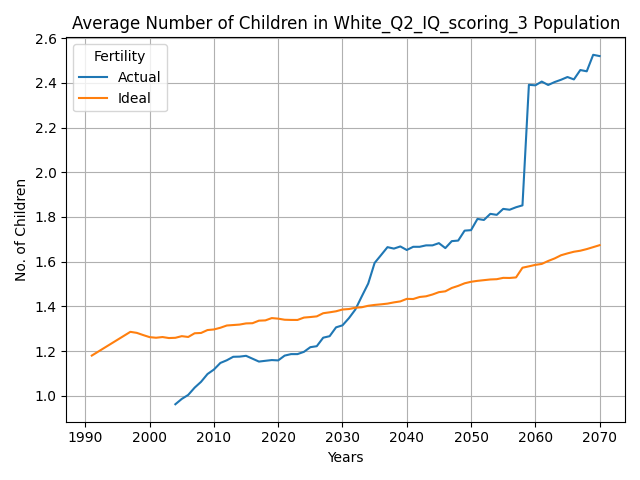 Average Number of Children in White_Q2_IQ_scoring_3 Population
Fertility
Actual
Ideal
No. of Children
2.6
2.4
2.2
2.0
1.8
1.6
1.4
1.2
1.0
1990 2000 2010 2020 2030 2040 2050 2060 2070
Years